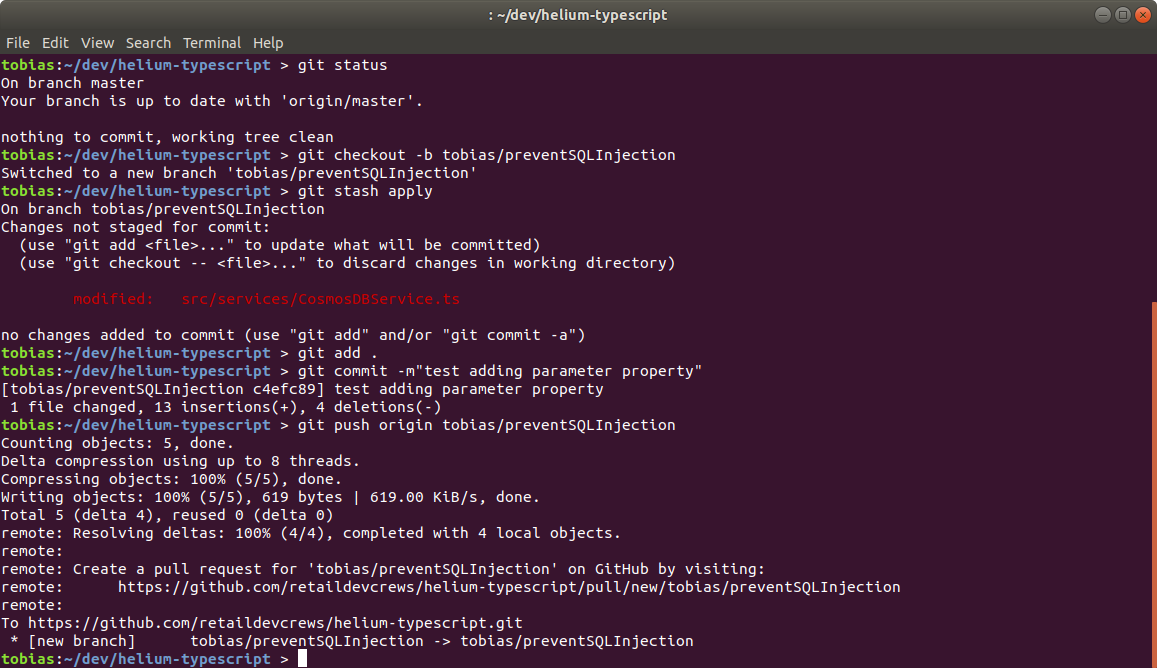 : ~/dev/helium-typescript
File Edit View Search Terminal Help
tobias:~/dev/helium-typescript > git status
On branch master
Your branch is up to date with 'origin/master'.

nothing to commit, working tree clean
tobias:~/dev/helium-typescript > git checkout -b tobias/preventSQLInjection
Switched to a new branch 'tobias/preventSQLInjection'
tobias:~/dev/helium-typescript > git stash apply
On branch tobias/preventSQLInjection
Changes not staged for commit:
  (use "git add <file>..." to update what will be committed)
  (use "git checkout -- <file>..." to discard changes in working directory)

        modified:   src/services/CosmosDBService.ts

no changes added to commit (use "git add" and/or "git commit -a")
tobias:~/dev/helium-typescript > git add .
tobias:~/dev/helium-typescript > git commit -m"test adding parameter property"
[tobias/preventSQLInjection c4efc89] test adding parameter property
 1 file changed, 13 insertions(+), 4 deletions(-)
tobias:~/dev/helium-typescript > git push origin tobias/preventSQLInjection
Counting objects: 5, done.
Delta compression using up to 8 threads.
Compressing objects: 100% (5/5), done.
Writing objects: 100% (5/5), 619 bytes | 619.00 KiB/s, done.
Total 5 (delta 4), reused 0 (delta 0)
remote: Resolving deltas: 100% (4/4), completed with 4 local objects.
remote:
remote: Create a pull request for 'tobias/preventSQLInjection' on GitHub by visiting:
remote:      https://github.com/retaildevcrews/helium-typescript/pull/new/tobias/preventSQLInjection
remote:
To https://github.com/retaildevcrews/helium-typescript.git
 * [new branch]      tobias/preventSQLInjection -> tobias/preventSQLInjection
tobias:~/dev/helium-typescript >